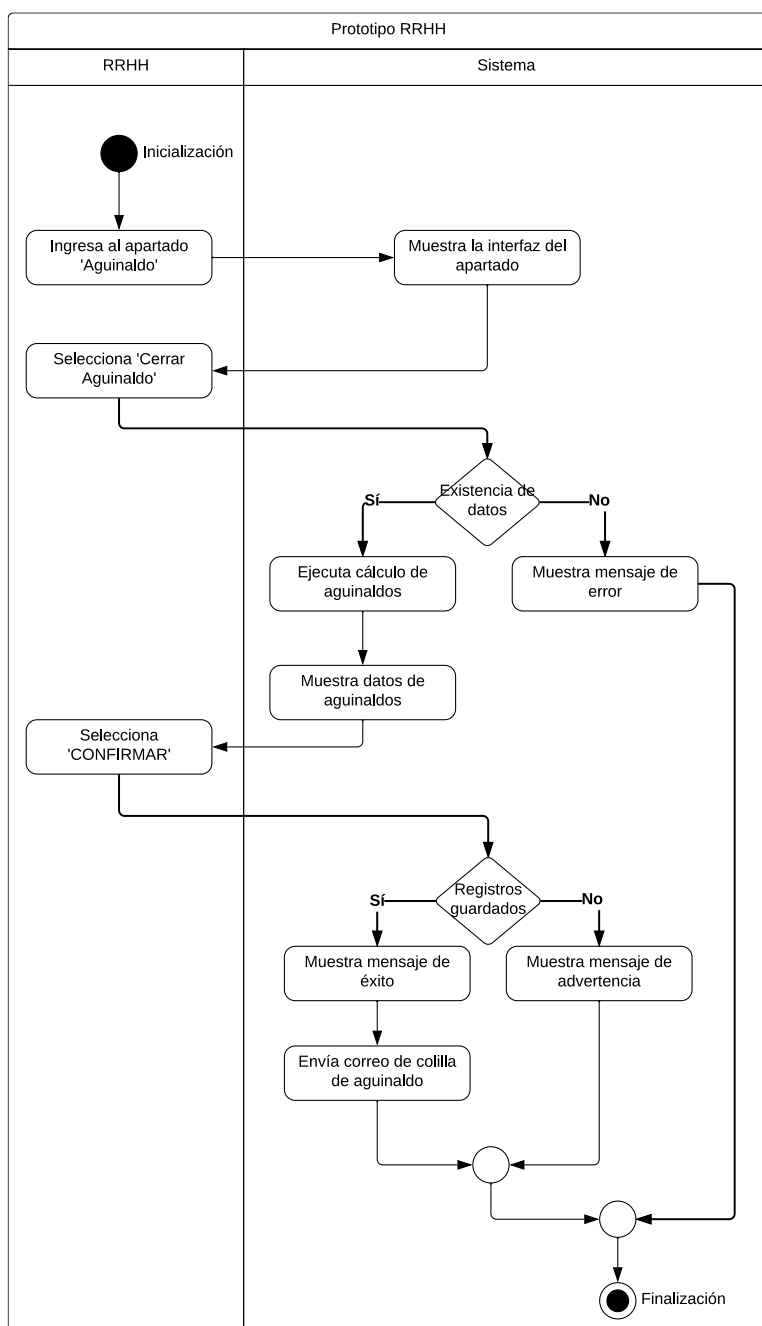 Prototipo RRHH
RRHH
Sistema
Inicialización
Ingresa al apartado
'Aguinaldo'
Muestra la interfaz del
apartado
Selecciona 'Cerrar
Aguinaldo'
Existencia de
datos
Sí
No
Ejecuta cálculo de
aguinaldos
Muestra mensaje de
error
Muestra datos de
aguinaldos
Selecciona
'CONFIRMAR'
Registros
guardados
Sí
No
Muestra mensaje de
éxito
Muestra mensaje de
advertencia
Envía correo de colilla
de aguinaldo
Finalización